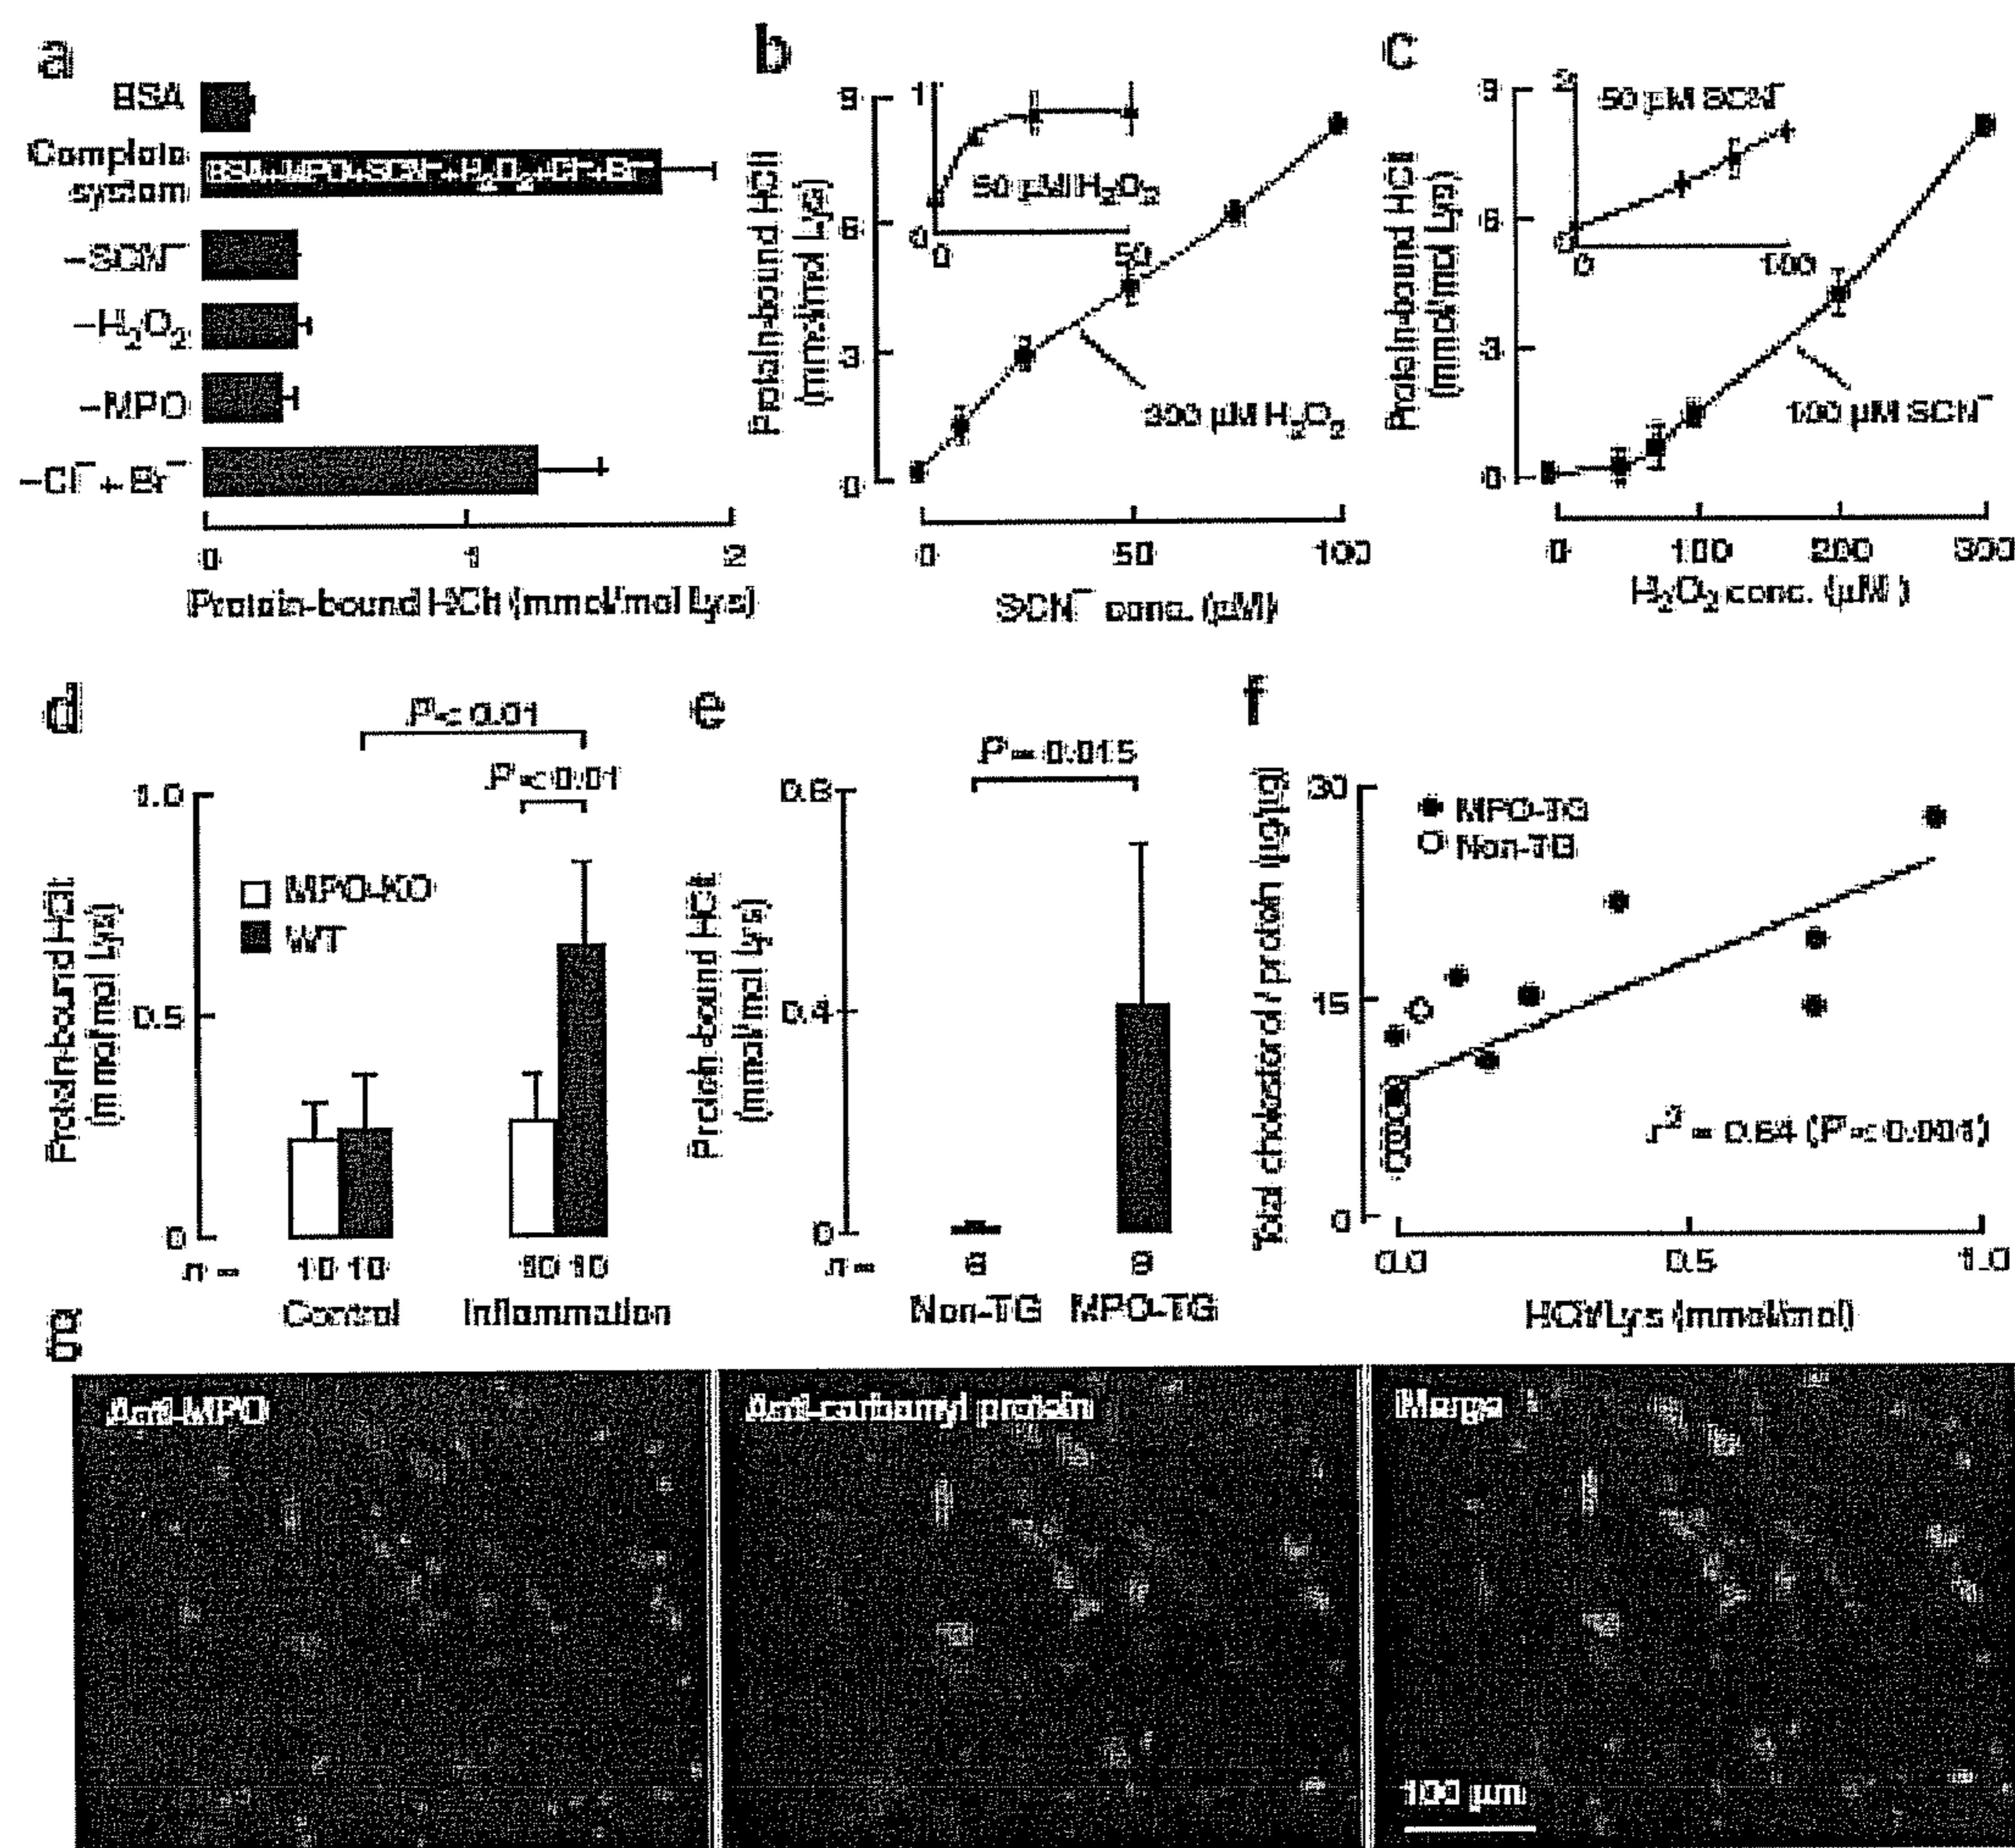 a
BSA
Complete
system
BSA+MPO+SCN⁻+H₂O₂+Cl⁻+Br⁻
−SCN⁻
−H₂O₂
−MPO
−Cl⁻+Br⁻
0 1 2
Protein-bound HCit (mmol/mol Lys)
b
Protein-bound HCit
(mmol/mol Lys)
9
6
3
0
1
0
50 µM H₂O₂
0 50
300 µM H₂O₂
0 50 100
SCN⁻ conc. (µM)
c
Protein-bound HCit
(mmol/mol Lys)
9
6
3
0
2
0
50 µM SCN⁻
0 100
100 µM SCN⁻
0 100 200 300
H₂O₂ conc. (µM)
d
P < 0.01
P < 0.01
Protein-bound HCit
(mmol/mol Lys)
1.0
0.5
0
MPO-KO
WT
n = 10 10 10 10
Control Inflammation
e
P = 0.015
Protein-bound HCit
(mmol/mol Lys)
0.8
0.4
0
n =
Non-TG MPO-TG
f
Total cholesterol / protein (µg/µg)
30
15
0
MPO-TG
Non-TG
r² = 0.64 (P < 0.001)
0.0 0.5 1.0
HCit/Lys (mmol/mol)
g
Anti-MPO
Anti-carbamyl protein
Merge
100 µm